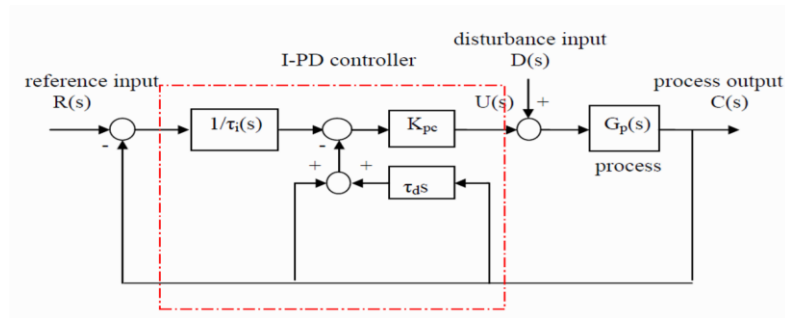 disturbance input
D(s)
I-PD controller
reference input
R(s)
process output
C(s)
U(s)
+
1/τᵢ(s)
Kₚc
Gₚ(s)
-
-
process
+
+
τds